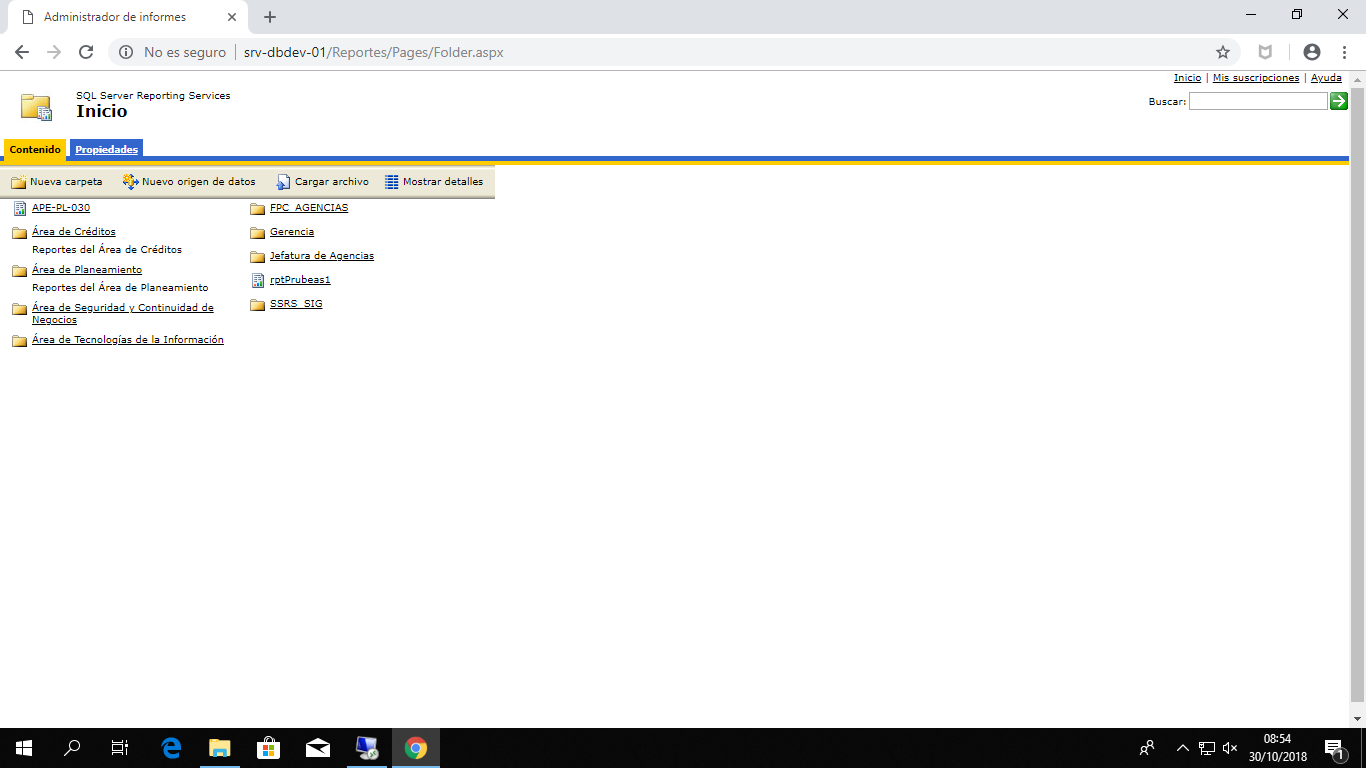 Administrador de informes
No es seguro | srv-dbdev-01/Reportes/Pages/Folder.aspx
Inicio | Mis suscripciones | Ayuda
SQL Server Reporting Services
Inicio
Buscar:
Contenido Propiedades
Nueva carpeta Nuevo origen de datos Cargar archivo Mostrar detalles
APE-PL-030
Área de Créditos
Reportes del Área de Créditos
Área de Planeamiento
Reportes del Área de Planeamiento
Área de Seguridad y Continuidad de
Negocios
Área de Tecnologías de la Información
FPC_AGENCIAS
Gerencia
Jefatura de Agencias
rptPrubeas1
SSRS_SIG
08:54
30/10/2018
1